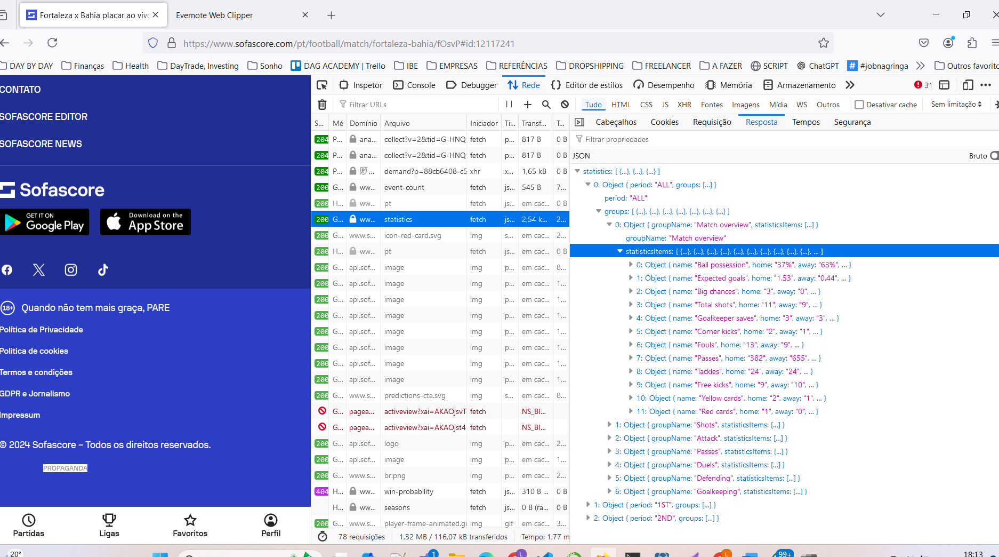 Fortaleza x Bahia placar ao vivo
Evernote Web Clipper
https://www.sofascore.com/pt/football/match/fortaleza-bahia/fOsvP#id:12117241
DAY BY DAY Finanças Health DayTrade, Investing Sonho DAG ACADEMY | Trello IBE EMPRESAS REFERÊNCIAS DROPSHIPPING FREELANCER A FAZER SCRIPT ChatGPT #jobnagringa Outros favorito
CONTATO
SOFASCORE EDITOR
SOFASCORE NEWS
Sofascore
GET IT ON
Google Play
Download on the
App Store
18+ Quando não tem mais graça, PARE
Política de Privacidade
Politica de cookies
Termos e condições
GDPR e Jornalismo
Impressum
© 2024 Sofascore – Todos os direitos reservados.
PROPAGANDA
Partidas Ligas Favoritos Perfil
Inspetor Console Debugger Rede Editor de estilos Desempenho Memória Armazenamento 31
Filtrar URLs
Tudo HTML CSS JS XHR Fontes Imagens Mídia WS Outros Desativar cache Sem limitação
S... Mé Domínio Arquivo Iniciador Ti... Transf... T...
204 P... ana... collect?v=2&tid=G-HNQ fetch p... 817 B 0 B
204 P... ana... collect?v=2&tid=G-HNQ fetch p... 817 B 0 B
204 P... ... demand?p=88cb6408-c5 xhr x... 1,65 kB 0 B
200 G... ww... event-count fetch js... 545 B 7...
200 H... ww... pt fetch js... em cac... 0 B
200 G... ww... statistics fetch js... 2,54 k... 2...
200 G... www.s... icon-red-card.svg img s... em cac... 2...
200 H... ww... pt fetch js... em cac... 0 B
200 G... api.sof... image img p... em cac... 8...
200 G... api.sof... image img p... em cac... 1...
200 G... api.sof... image img p... em cac... 1...
200 G... api.sof... image img p... em cac... 1...
200 G... api.sof... image img p... em cac... 1...
200 G... api.sof... image img p... em cac... 1...
200 G... api.sof... image img p... em cac... 1...
200 G... api.sof... image img p... em cac... 1...
200 G... www.s... predictions-cta.svg img s... em cac... 8...
G... pagea... activeview?xai=AKAOjsvT fetch NS_BI...
G... pagea... activeview?xai=AKAOjst4 fetch NS_BI...
200 G... api.sof... logo img p... em cac... 2...
200 G... api.sof... image img p... em cac... 1...
200 G... www.s... br.png img p... em cac... 2...
404 H... ww... win-probability fetch js... 310 B ... 0 B
H... ww... seasons fetch js... 0 B (ra... 0 B
200 G... www.s... player-frame-animated.gi img gif em cac... 3...
78 requisições 1,32 MB / 116,07 kB transferidos Tempo: 1,77 m
Cabeçalhos Cookies Requisição Resposta Tempos Segurança
Filtrar propriedades
JSON Bruto
statistics: [ {…}, {…}, {…} ]
0: Object { period: "ALL", groups: […] }
period: "ALL"
groups: [ {…}, {…}, {…}, {…}, {…}, {…}, {…} ]
0: Object { groupName: "Match overview", statisticsItems: […] }
groupName: "Match overview"
statisticsItems: [ {…}, {…}, {…}, {…}, {…}, {…}, {…}, {…}, {…}, {…}, … ]
0: Object { name: "Ball possession", home: "37%", away: "63%", … }
1: Object { name: "Expected goals", home: "1.53", away: "0.44", … }
2: Object { name: "Big chances", home: "3", away: "0", … }
3: Object { name: "Total shots", home: "11", away: "9", … }
4: Object { name: "Goalkeeper saves", home: "3", away: "3", … }
5: Object { name: "Corner kicks", home: "2", away: "1", … }
6: Object { name: "Fouls", home: "13", away: "9", … }
7: Object { name: "Passes", home: "382", away: "655", … }
8: Object { name: "Tackles", home: "24", away: "24", … }
9: Object { name: "Free kicks", home: "9", away: "10", … }
10: Object { name: "Yellow cards", home: "2", away: "1", … }
11: Object { name: "Red cards", home: "1", away: "0", … }
1: Object { groupName: "Shots", statisticsItems: […] }
2: Object { groupName: "Attack", statisticsItems: […] }
3: Object { groupName: "Passes", statisticsItems: […] }
4: Object { groupName: "Duels", statisticsItems: […] }
5: Object { groupName: "Defending", statisticsItems: […] }
6: Object { groupName: "Goalkeeping", statisticsItems: […] }
1: Object { period: "1ST", groups: […] }
2: Object { period: "2ND", groups: […] }
20° 1 L L 99+ 18:13